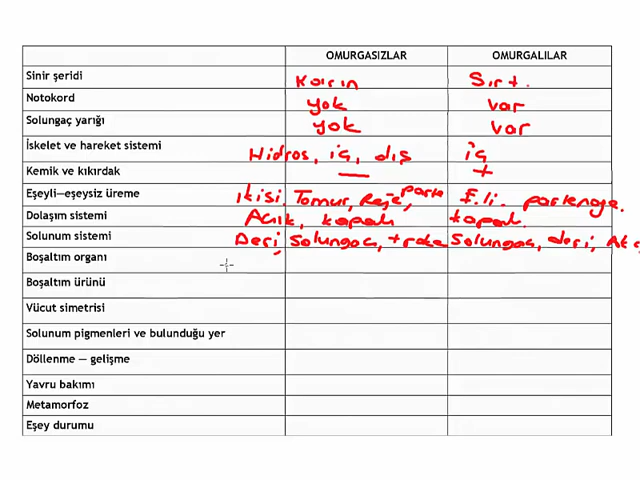 OMURGASIZLAR OMURGALILAR
Sinir şeridi Karın Sırt.
Notokord yok var
Solungaç yarığı yok var
İskelet ve hareket sistemi Hidros, iç, dış iç
Kemik ve kıkırdak — +
Eşeyli—eşeysiz üreme İkisi. Tomur, Reje, parte E.li. partenoge.
Dolaşım sistemi Açık, kapalı kapalı.
Solunum sistemi Deri, Solungaç, trake Solungaç, deri, Ak
Boşaltım organı
Boşaltım ürünü
Vücut simetrisi
Solunum pigmenleri ve bulunduğu yer
Döllenme — gelişme
Yavru bakımı
Metamorfoz
Eşey durumu